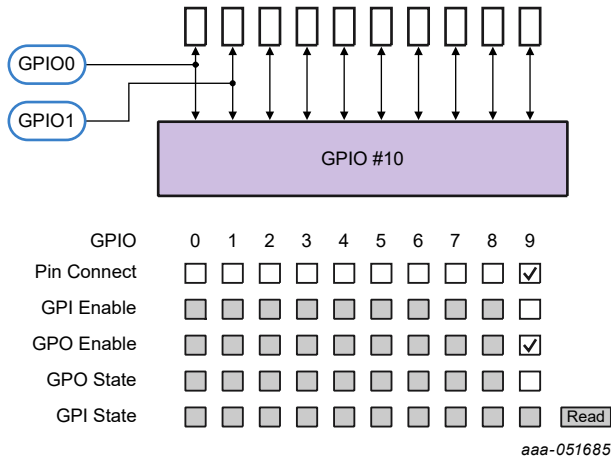 GPIO0
GPIO1
GPIO #10
GPIO 0 1 2 3 4 5 6 7 8 9
Pin Connect
GPI Enable
GPO Enable
GPO State
GPI State Read
aaa-051685